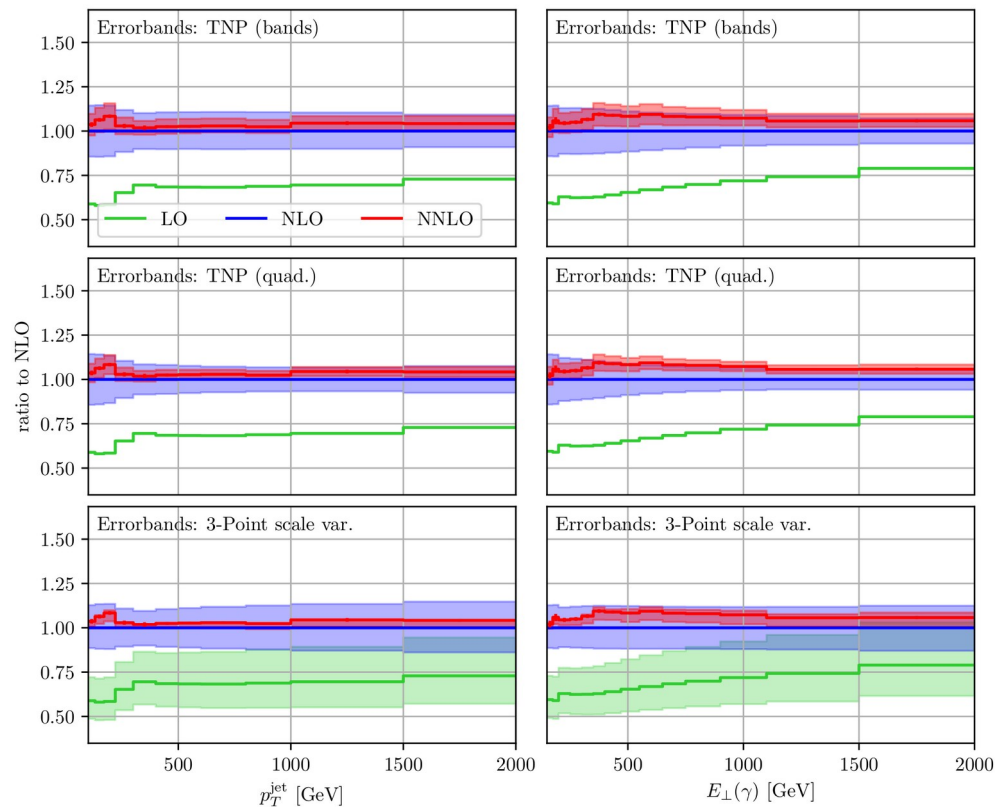 Errorbands: TNP (bands)
Errorbands: TNP (bands)
1.50
1.25
1.00
0.75
0.50
LO
NLO
NNLO
Errorbands: TNP (quad.)
Errorbands: TNP (quad.)
1.50
1.25
1.00
0.75
0.50
ratio to NLO
Errorbands: 3-Point scale var.
Errorbands: 3-Point scale var.
1.50
1.25
1.00
0.75
0.50
500 1000 1500 2000
500 1000 1500 2000
$p_T^{\mathrm{jet}}$ [GeV]
$E_\perp(\gamma)$ [GeV]